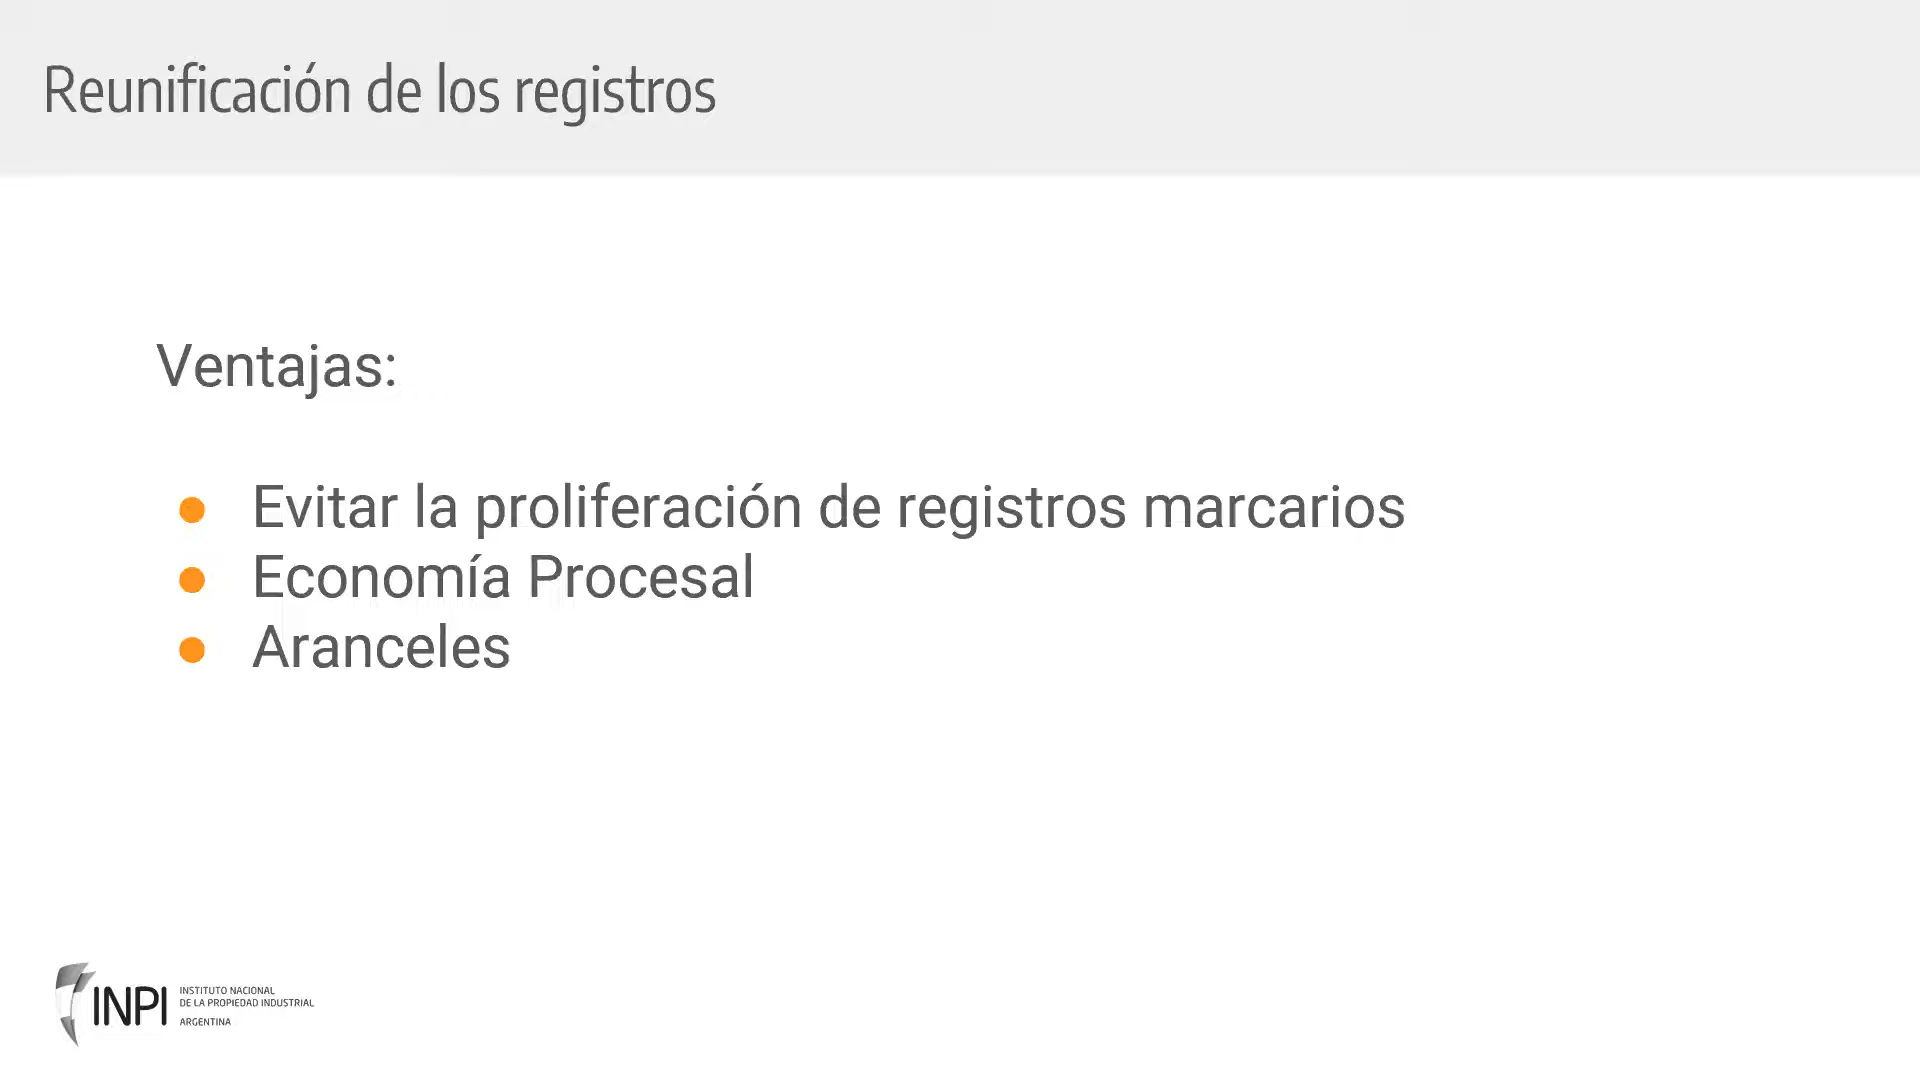 Reunificación de los registros
Ventajas:
● Evitar la proliferación de registros marcarios
● Economía Procesal
● Aranceles
INPI
INSTITUTO NACIONAL
DE LA PROPIEDAD INDUSTRIAL
ARGENTINA